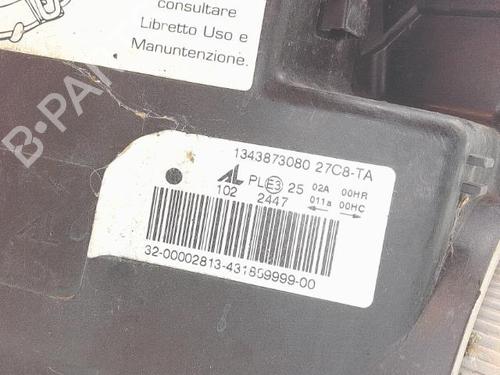 consultare
Libretto Uso e
Manuntenzione.
B-PA
1343873080 27C8-TA
AL PL E3 25 02A 00HR
102 2447 011a 00HC
32-00002813-431859999-00